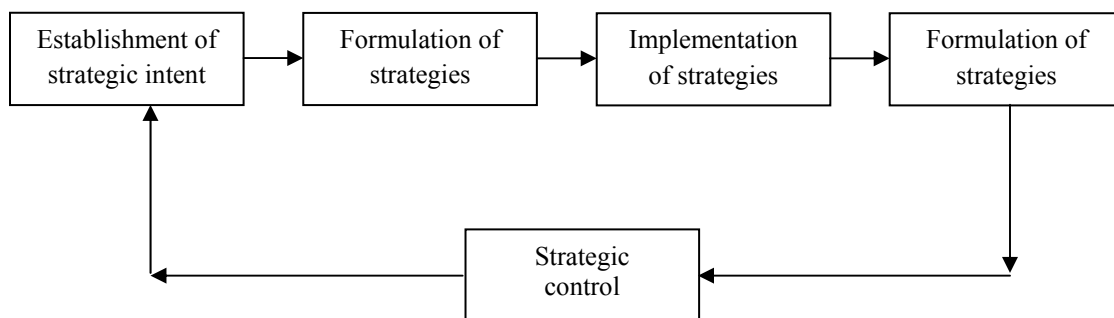 Establishment of
strategic intent
Formulation of
strategies
Implementation
of strategies
Formulation of
strategies
Strategic
control